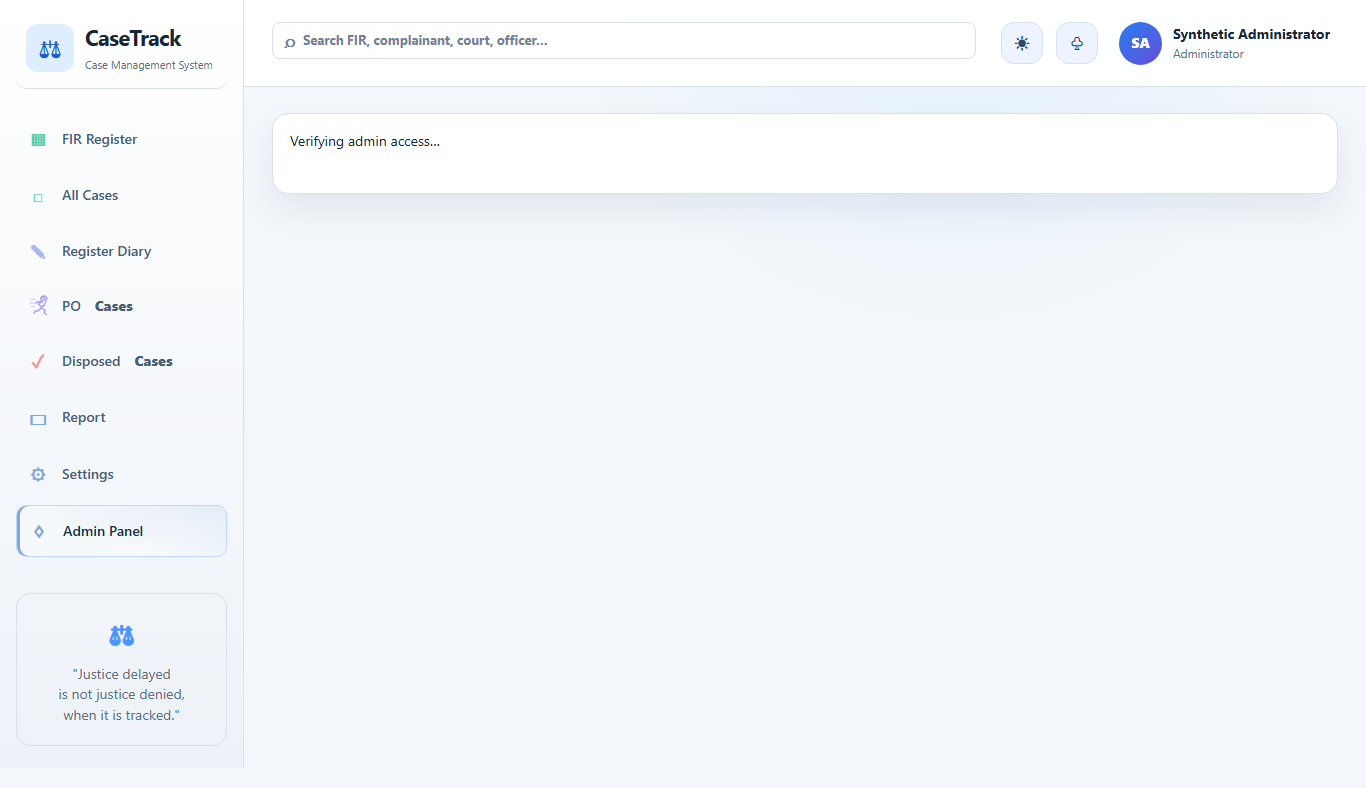 CaseTrack
Case Management System
Search FIR, complainant, court, officer...
SA
Synthetic Administrator
Administrator
FIR Register
All Cases
Register Diary
PO Cases
Disposed Cases
Report
Settings
Admin Panel
"Justice delayed
is not justice denied,
when it is tracked."
Verifying admin access...